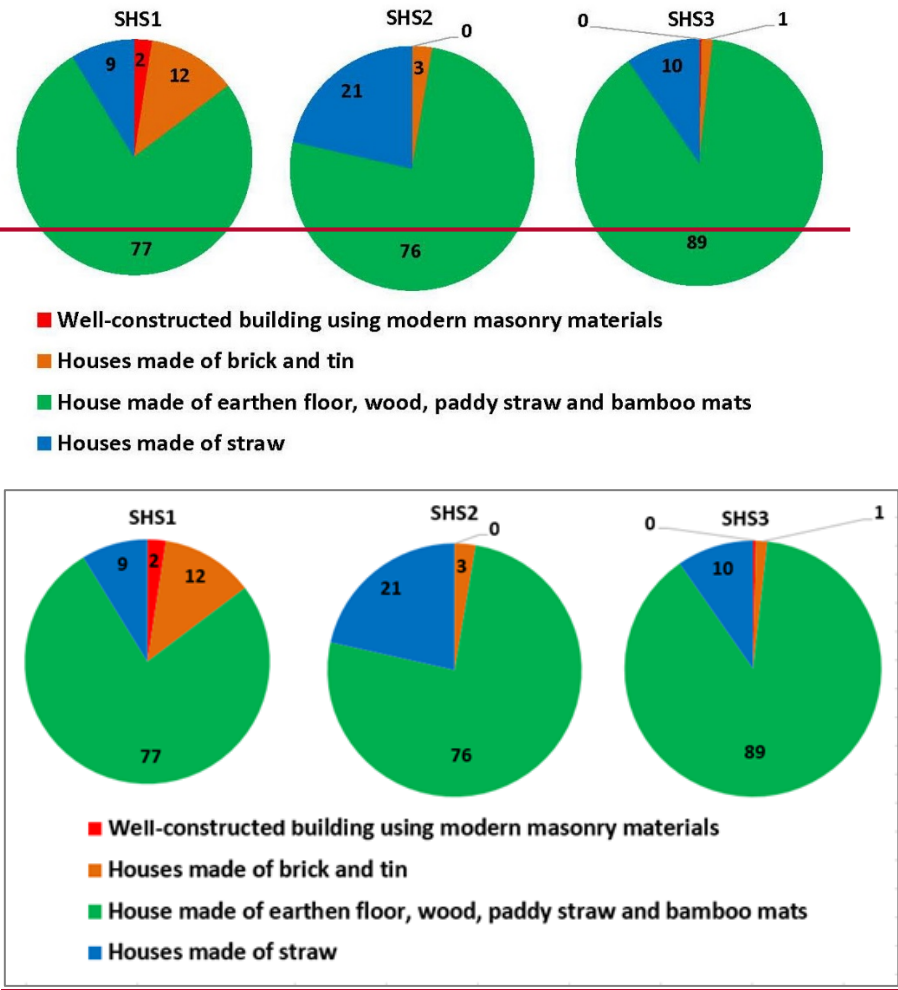 SHS1 SHS2 0 0 SHS3 1
9 2 12 21 3 10
77 76 89
Well-constructed building using modern masonry materials
Houses made of brick and tin
House made of earthen floor, wood, paddy straw and bamboo mats
Houses made of straw
SHS1 SHS2 0 0 SHS3 1
9 2 12 21 3 10
77 76 89
Well-constructed building using modern masonry materials
Houses made of brick and tin
House made of earthen floor, wood, paddy straw and bamboo mats
Houses made of straw